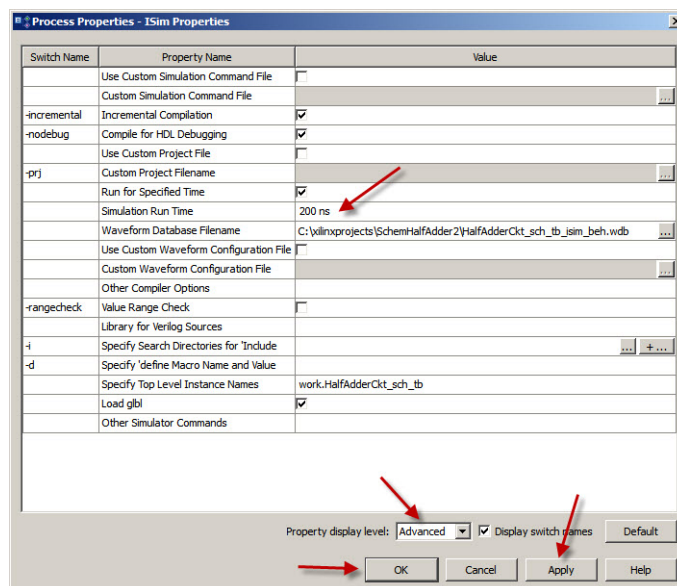 Process Properties - ISim Properties
Switch Name Property Name Value
Use Custom Simulation Command File
Custom Simulation Command File ...
-incremental Incremental Compilation
-nodebug Compile for HDL Debugging
Use Custom Project File
-prj Custom Project Filename ...
Run for Specified Time
Simulation Run Time 200 ns
Waveform Database Filename C:\xilinxprojects\SchemHalfAdder2\HalfAdderCkt_sch_tb_isim_beh.wdb ...
Use Custom Waveform Configuration File
Custom Waveform Configuration File ...
Other Compiler Options
-rangecheck Value Range Check
Library for Verilog Sources
-i Specify Search Directories for 'Include ... + ...
-d Specify 'define Macro Name and Value
Specify Top Level Instance Names work.HalfAdderCkt_sch_tb
Load glbl
Other Simulator Commands
Property display level: Advanced Display switch names Default
OK Cancel Apply Help